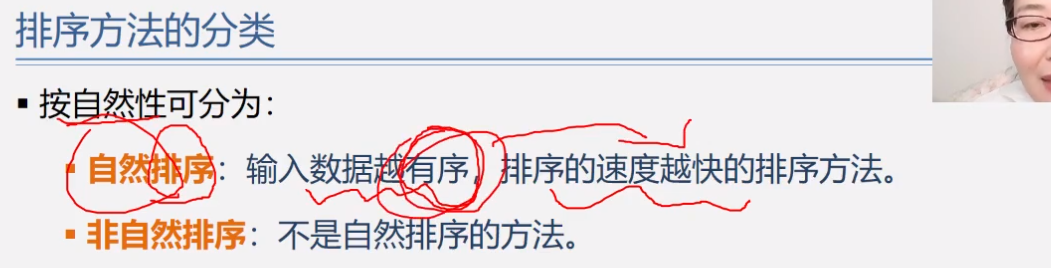 排序方法的分类
▪ 按自然性可分为：
▪ 自然排序：输入数据越有序，排序的速度越快的排序方法。
▪ 非自然排序：不是自然排序的方法。